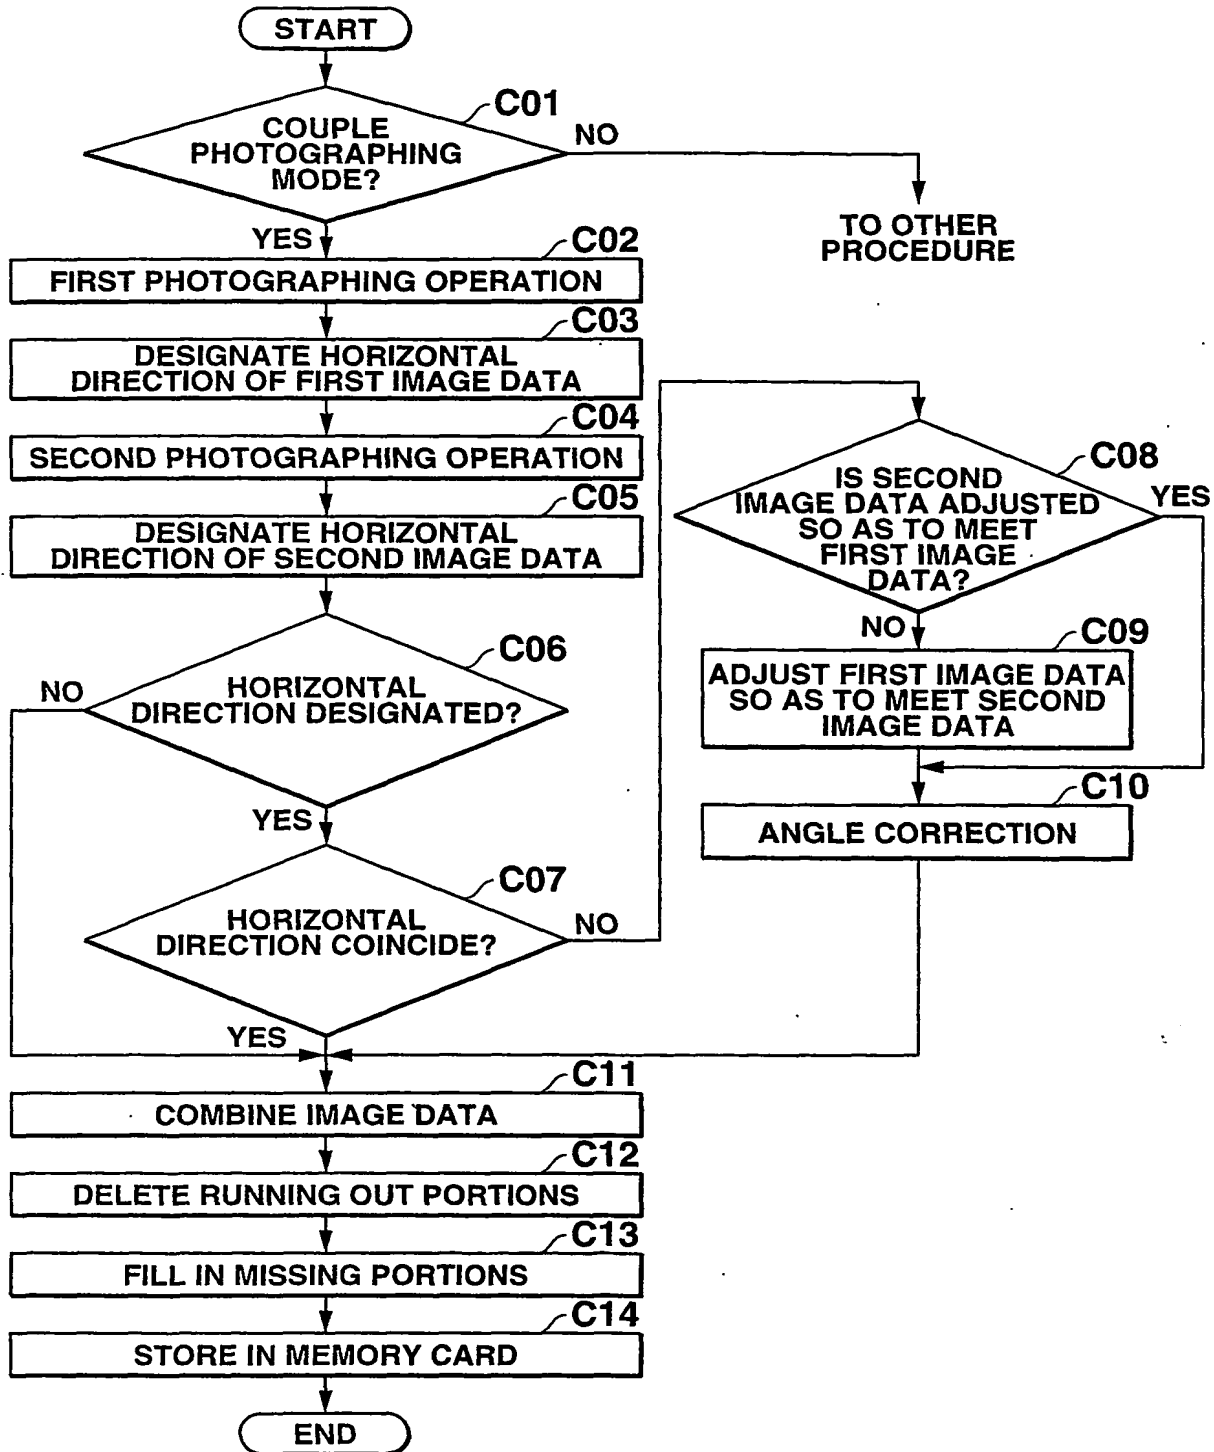 START
C01
COUPLE
PHOTOGRAPHING
MODE?
NO
TO OTHER
PROCEDURE
YES
C02
FIRST PHOTOGRAPHING OPERATION
C03
DESIGNATE HORIZONTAL
DIRECTION OF FIRST IMAGE DATA
C04
SECOND PHOTOGRAPHING OPERATION
C05
DESIGNATE HORIZONTAL
DIRECTION OF SECOND IMAGE DATA
C06
HORIZONTAL
DIRECTION DESIGNATED?
NO
YES
C07
HORIZONTAL
DIRECTION COINCIDE?
NO
YES
C08
IS SECOND
IMAGE DATA ADJUSTED
SO AS TO MEET
FIRST IMAGE
DATA?
YES
NO
C09
ADJUST FIRST IMAGE DATA
SO AS TO MEET SECOND
IMAGE DATA
C10
ANGLE CORRECTION
C11
COMBINE IMAGE DATA
C12
DELETE RUNNING OUT PORTIONS
C13
FILL IN MISSING PORTIONS
C14
STORE IN MEMORY CARD
END